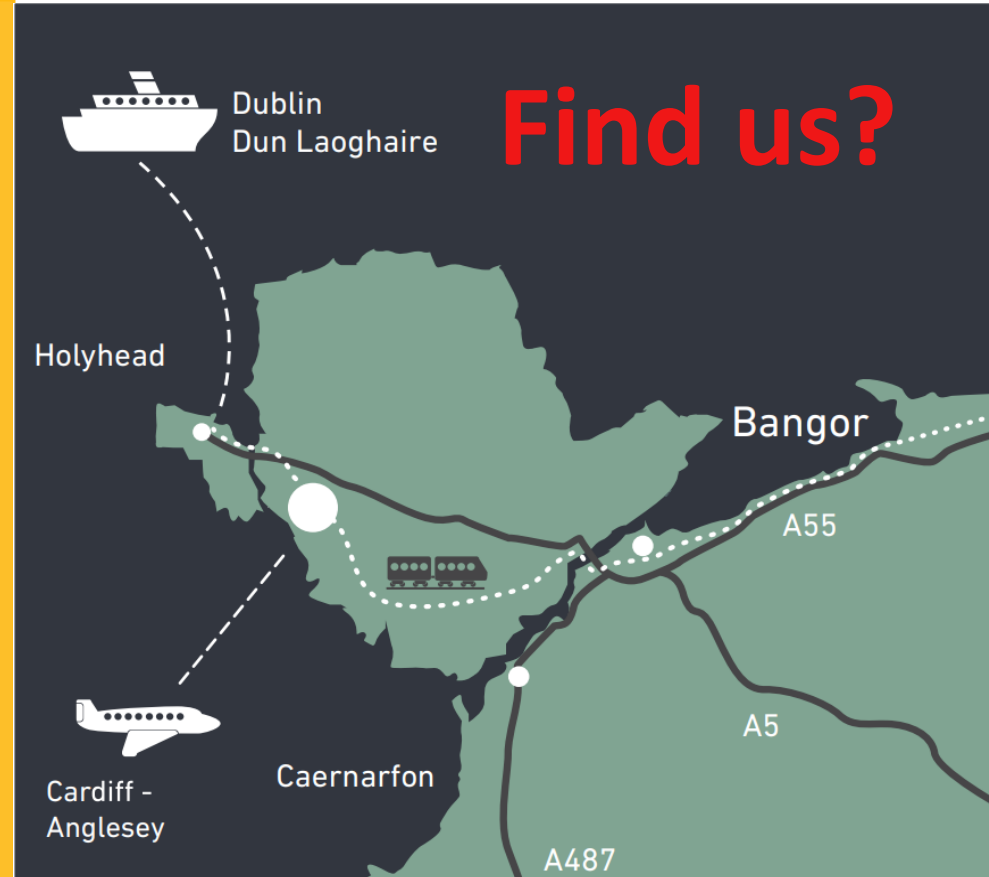 Dublin
Dun Laoghaire
Find us?
Holyhead
Bangor
A55
A5
Cardiff -
Anglesey
Caernarfon
A487